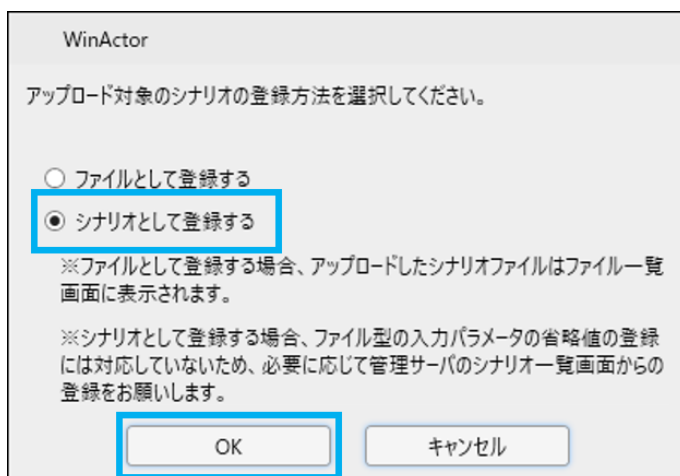 WinActor
アップロード対象のシナリオの登録方法を選択してください。
ファイルとして登録する
シナリオとして登録する
※ファイルとして登録する場合、アップロードしたシナリオファイルはファイル一覧
画面に表示されます。
※シナリオとして登録する場合、ファイル型の入力パラメータの省略値の登録
には対応していないため、必要に応じて管理サーバのシナリオ一覧画面からの
登録をお願いします。
OK
キャンセル